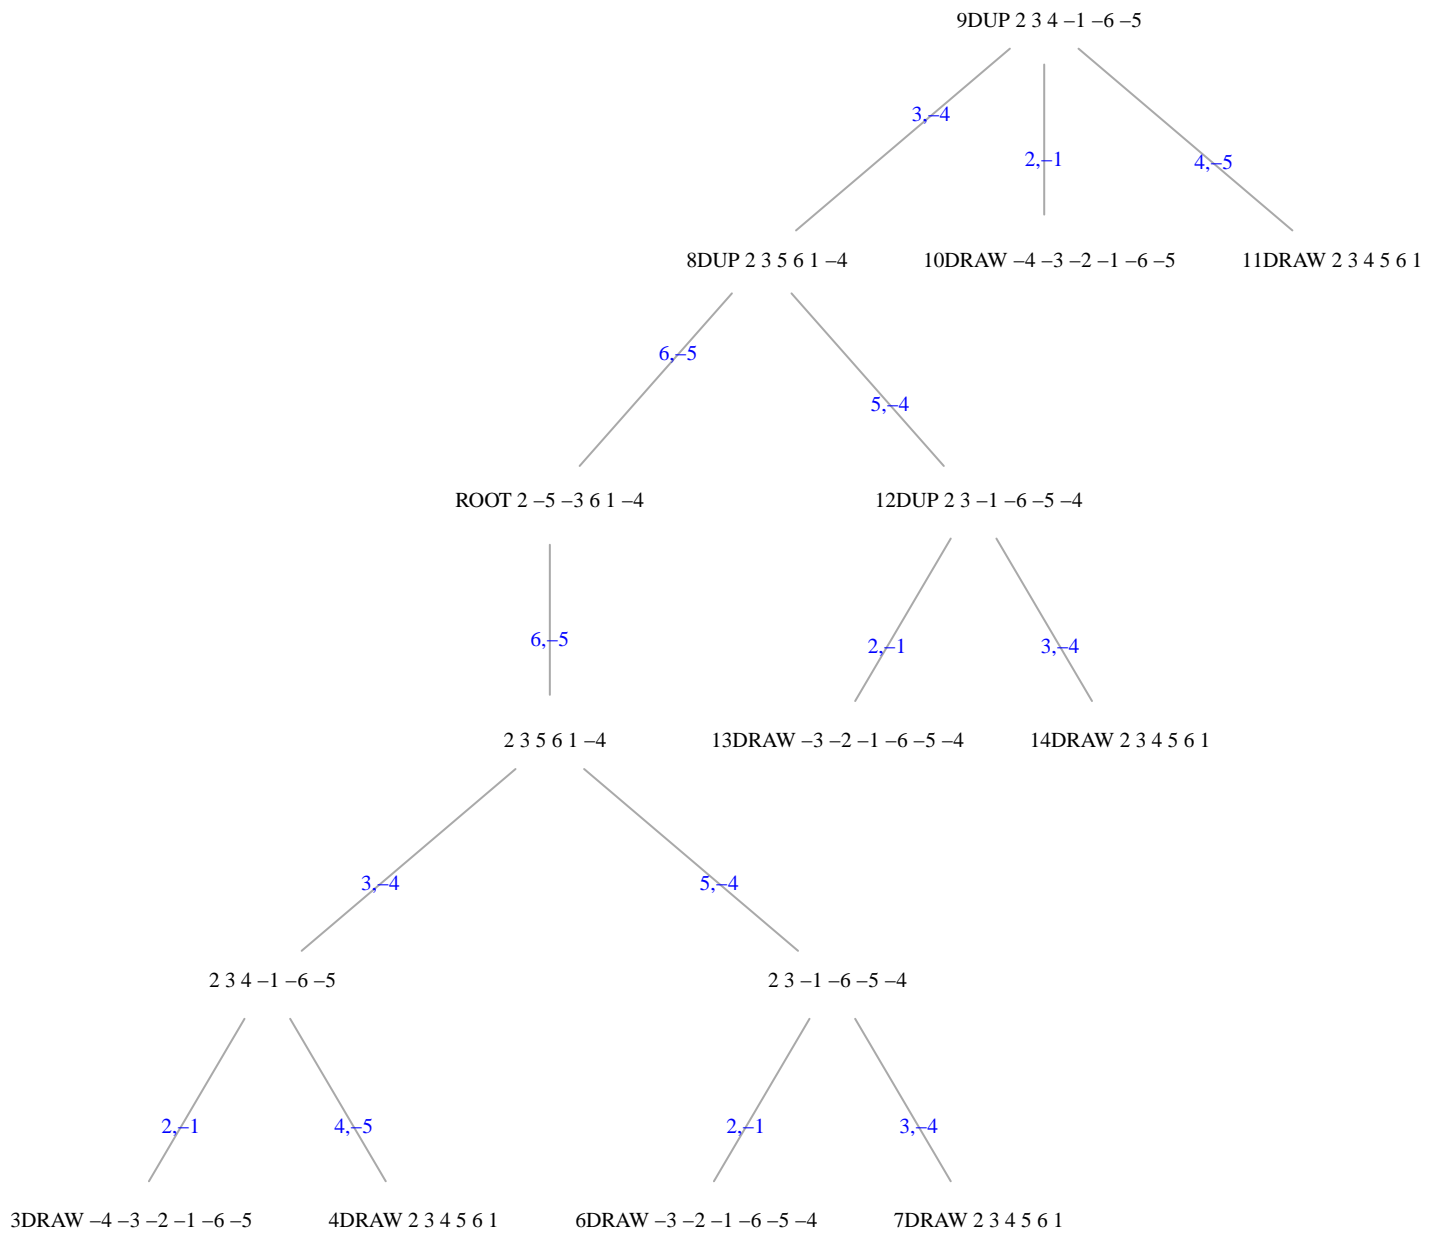 9DUP 2 3 4 –1 –6 –5
3,–4
2,–1
4,–5
8DUP 2 3 5 6 1 –4
10DRAW –4 –3 –2 –1 –6 –5
11DRAW 2 3 4 5 6 1
6,–5
5,–4
ROOT 2 –5 –3 6 1 –4
12DUP 2 3 –1 –6 –5 –4
6,–5
2,–1
3,–4
2 3 5 6 1 –4
13DRAW –3 –2 –1 –6 –5 –4
14DRAW 2 3 4 5 6 1
3,–4
5,–4
2 3 4 –1 –6 –5
2 3 –1 –6 –5 –4
2,–1
4,–5
2,–1
3,–4
3DRAW –4 –3 –2 –1 –6 –5
4DRAW 2 3 4 5 6 1
6DRAW –3 –2 –1 –6 –5 –4
7DRAW 2 3 4 5 6 1